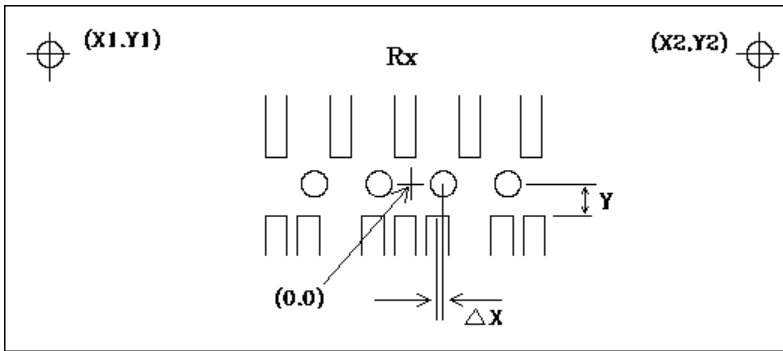 (X1.Y1)
(X2.Y2)
Rx
Y
(0.0)
△X